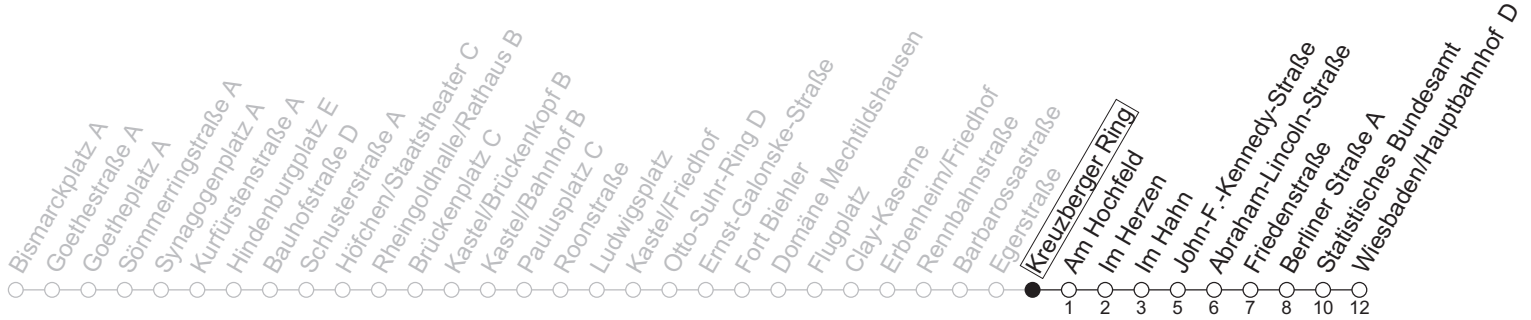 Bismarckplatz A
Goethestraße A
Goetheplatz A
Sömmerringstraße A
Synagogenplatz A
Kurfürstenstraße A
Hindenburgplatz E
Bauhofstraße D
Schusterstraße A
Höfchen/Staatstheater C
Rheingoldhalle/Rathaus B
Brückenplatz C
Kastel/Brückenkopf B
Kastel/Bahnhof B
Paulusplatz C
Roonstraße
Ludwigsplatz
Kastel/Friedhof
Otto-Suhr-Ring D
Ernst-Galonske-Straße
Fort Biehler
Domäne Mechtildshausen
Flugplatz
Clay-Kaserne
Erbenheim/Friedhof
Rennbahnstraße
Barbarossastraße
Egerstraße
Kreuzberger Ring
Am Hochfeld
Im Herzen
Im Hahn
John-F.-Kennedy-Straße
Abraham-Lincoln-Straße
Friedenstraße
Berliner Straße A
Statistisches Bundesamt
Wiesbaden/Hauptbahnhof D
1 2 3 5 6 7 8 10 12